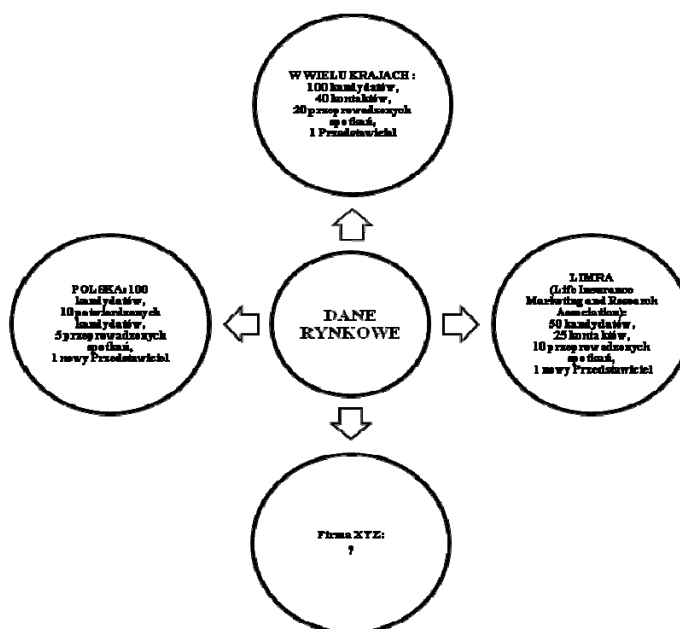 W WIELU KRAJACH :
100 kandydatów,
40 kontaktów,
20 przeprowadzonych
spotkań,
1 Przedstawiciel
POLSKA: 100
kandydatów,
10 potwierdzonych
kandydatów,
5 przeprowadzonych
spotkań,
1 nowy Przedstawiciel
DANE
RYNKOWE
LIMRA
(Life Insurance
Marketing and Research
Association):
50 kandydatów,
25 kontaktów,
10 przeprowadzonych
spotkań,
1 nowy Przedstawiciel
Firma XYZ:
?